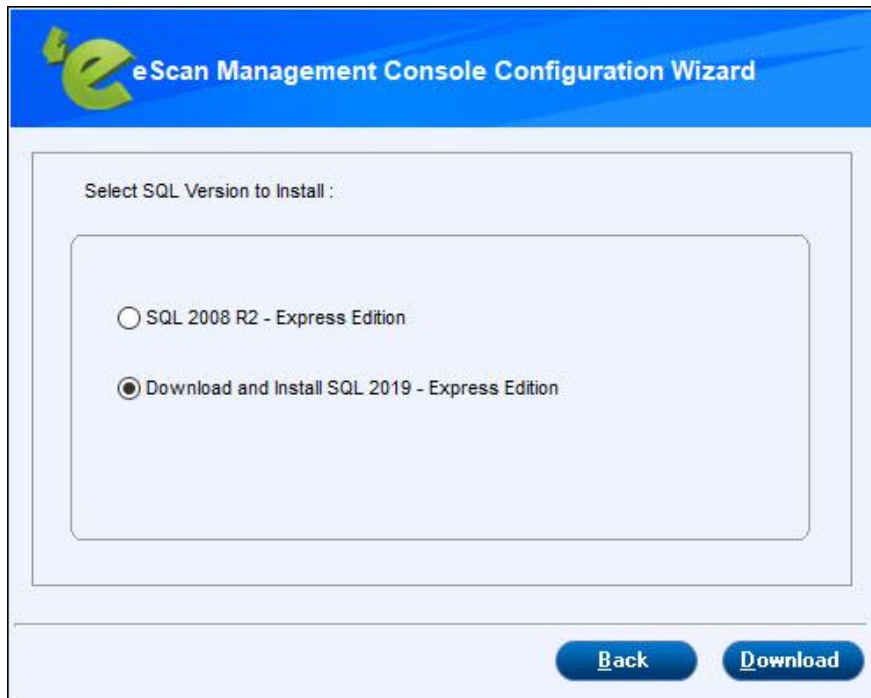 eScan Management Console Configuration Wizard
Select SQL Version to Install :
SQL 2008 R2 - Express Edition
Download and Install SQL 2019 - Express Edition
Back Download